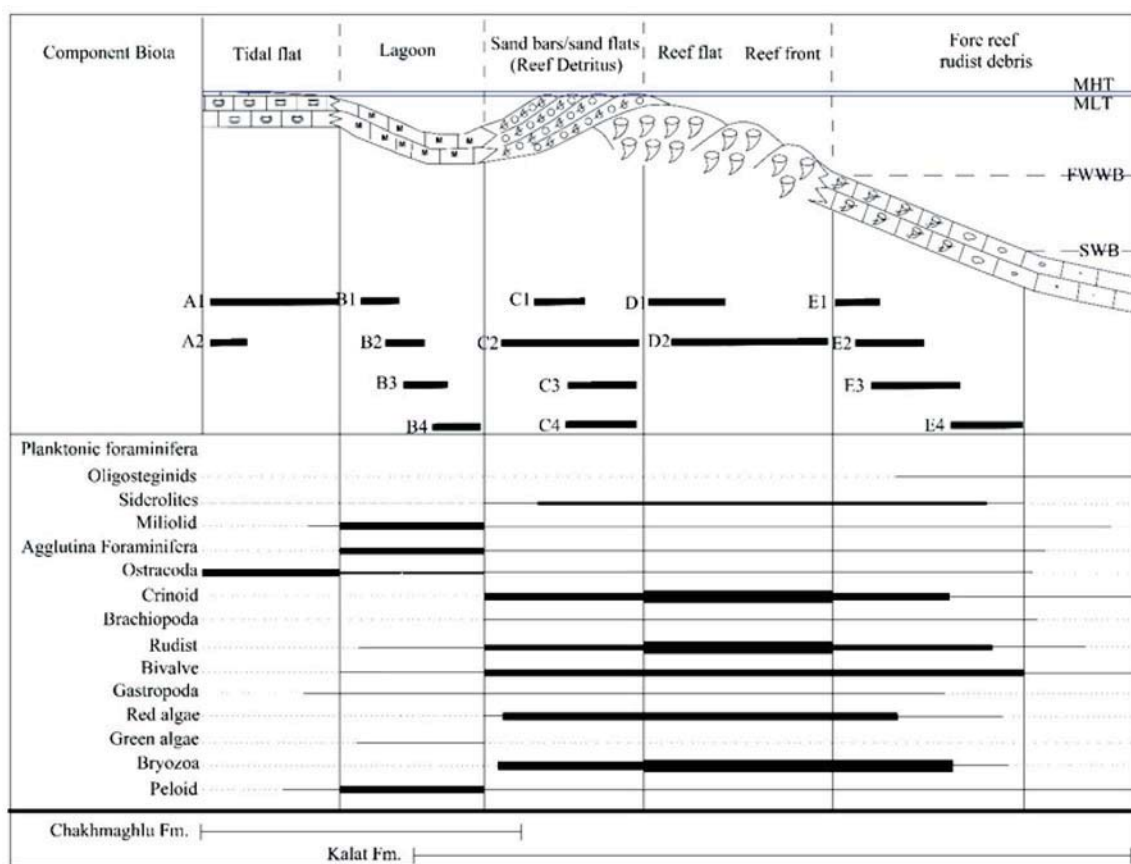 Component Biota
Tidal flat
Lagoon
Sand bars/sand flats
(Reef Detritus)
Reef flat
Reef front
Fore reef
rudist debris
MHT
MLT
FWWB
SWB
A1
B1
C1
D1
E1
A2
B2
C2
D2
E2
B3
C3
E3
B4
C4
E4
Planktonic foraminifera
Oligosteginids
Siderolites
Miliolid
Agglutina Foraminifera
Ostracoda
Crinoid
Brachiopoda
Rudist
Bivalve
Gastropoda
Red algae
Green algae
Bryozoa
Peloid
Chakhmaghlu Fm.
Kalat Fm.